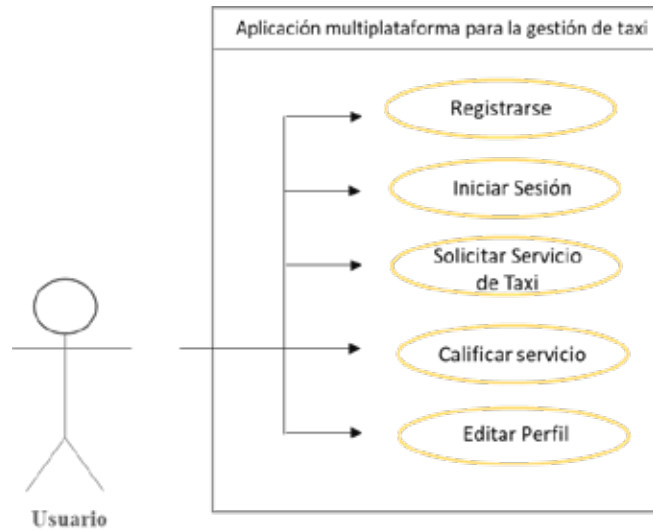 Aplicación multiplataforma para la gestión de taxi
Registrarse
Iniciar Sesión
Solicitar Servicio
de Taxi
Calificar servicio
Editar Perfil
Usuario